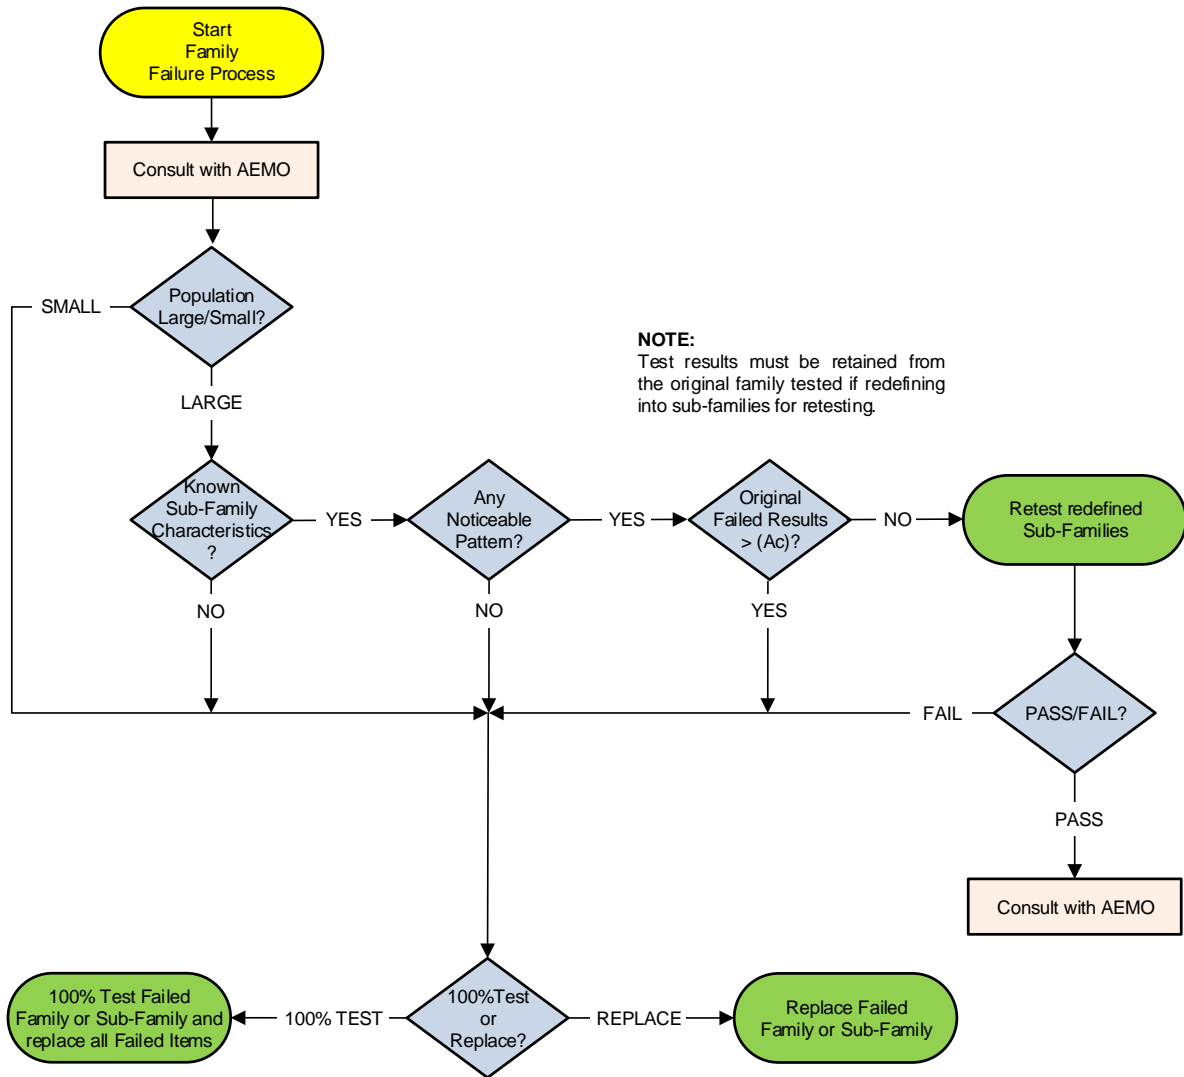 Start
Family
Failure Process
Consult with AEMO
Population
Large/Small?
SMALL
LARGE
NOTE:
Test results must be retained from
the original family tested if redefining
into sub-families for retesting.
Known
Sub-Family
Characteristics
?
YES
Any
Noticeable
Pattern?
YES
Original
Failed Results
> (Ac)?
NO
Retest redefined
Sub-Families
NO
NO
YES
FAIL
PASS/FAIL?
PASS
Consult with AEMO
100% Test Failed
Family or Sub-Family and
replace all Failed Items
100% TEST
100%Test
or
Replace?
REPLACE
Replace Failed
Family or Sub-Family